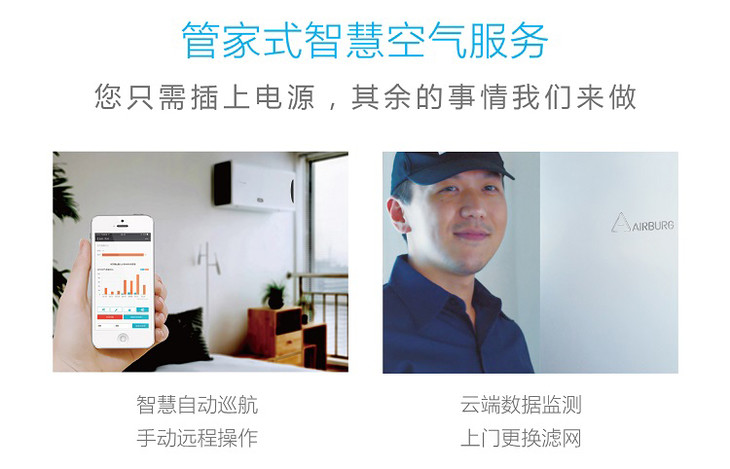 管家式智慧空气服务
您只需插上电源，其余的事情我们来做
AIRBURG
智慧自动巡航
手动远程操作
云端数据监测
上门更换滤网